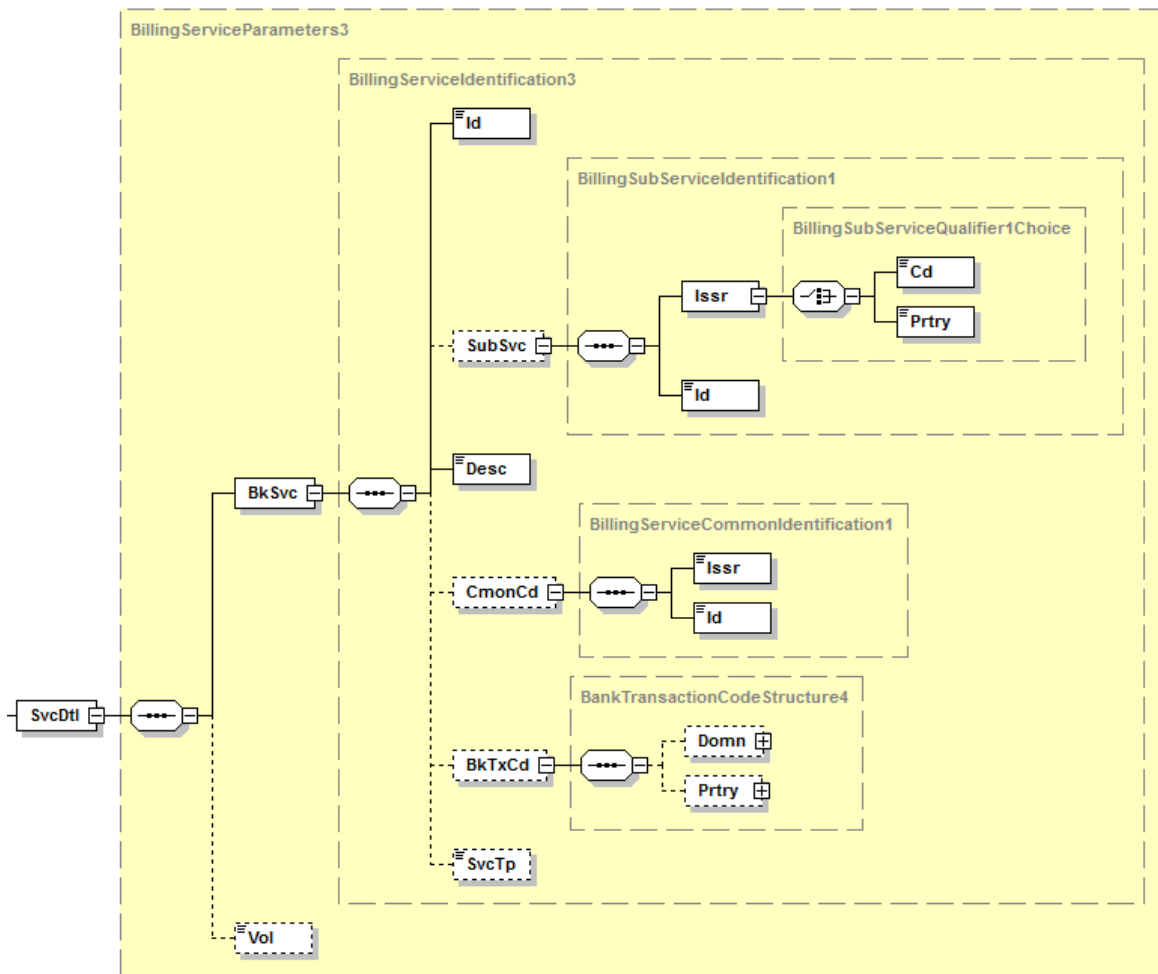 BillingServiceParameters3
BillingServiceIdentification3
Id
BillingSubServiceIdentification1
BillingSubServiceQualifier1Choice
Cd
Issr
Prtry
SubSvc
Id
Desc
BkSvc
BillingServiceCommonIdentification1
Issr
CmonCd
Id
BankTransactionCodeStructure4
SvcDtl
Domn
BkTxCd
Prtry
SvcTp
Vol